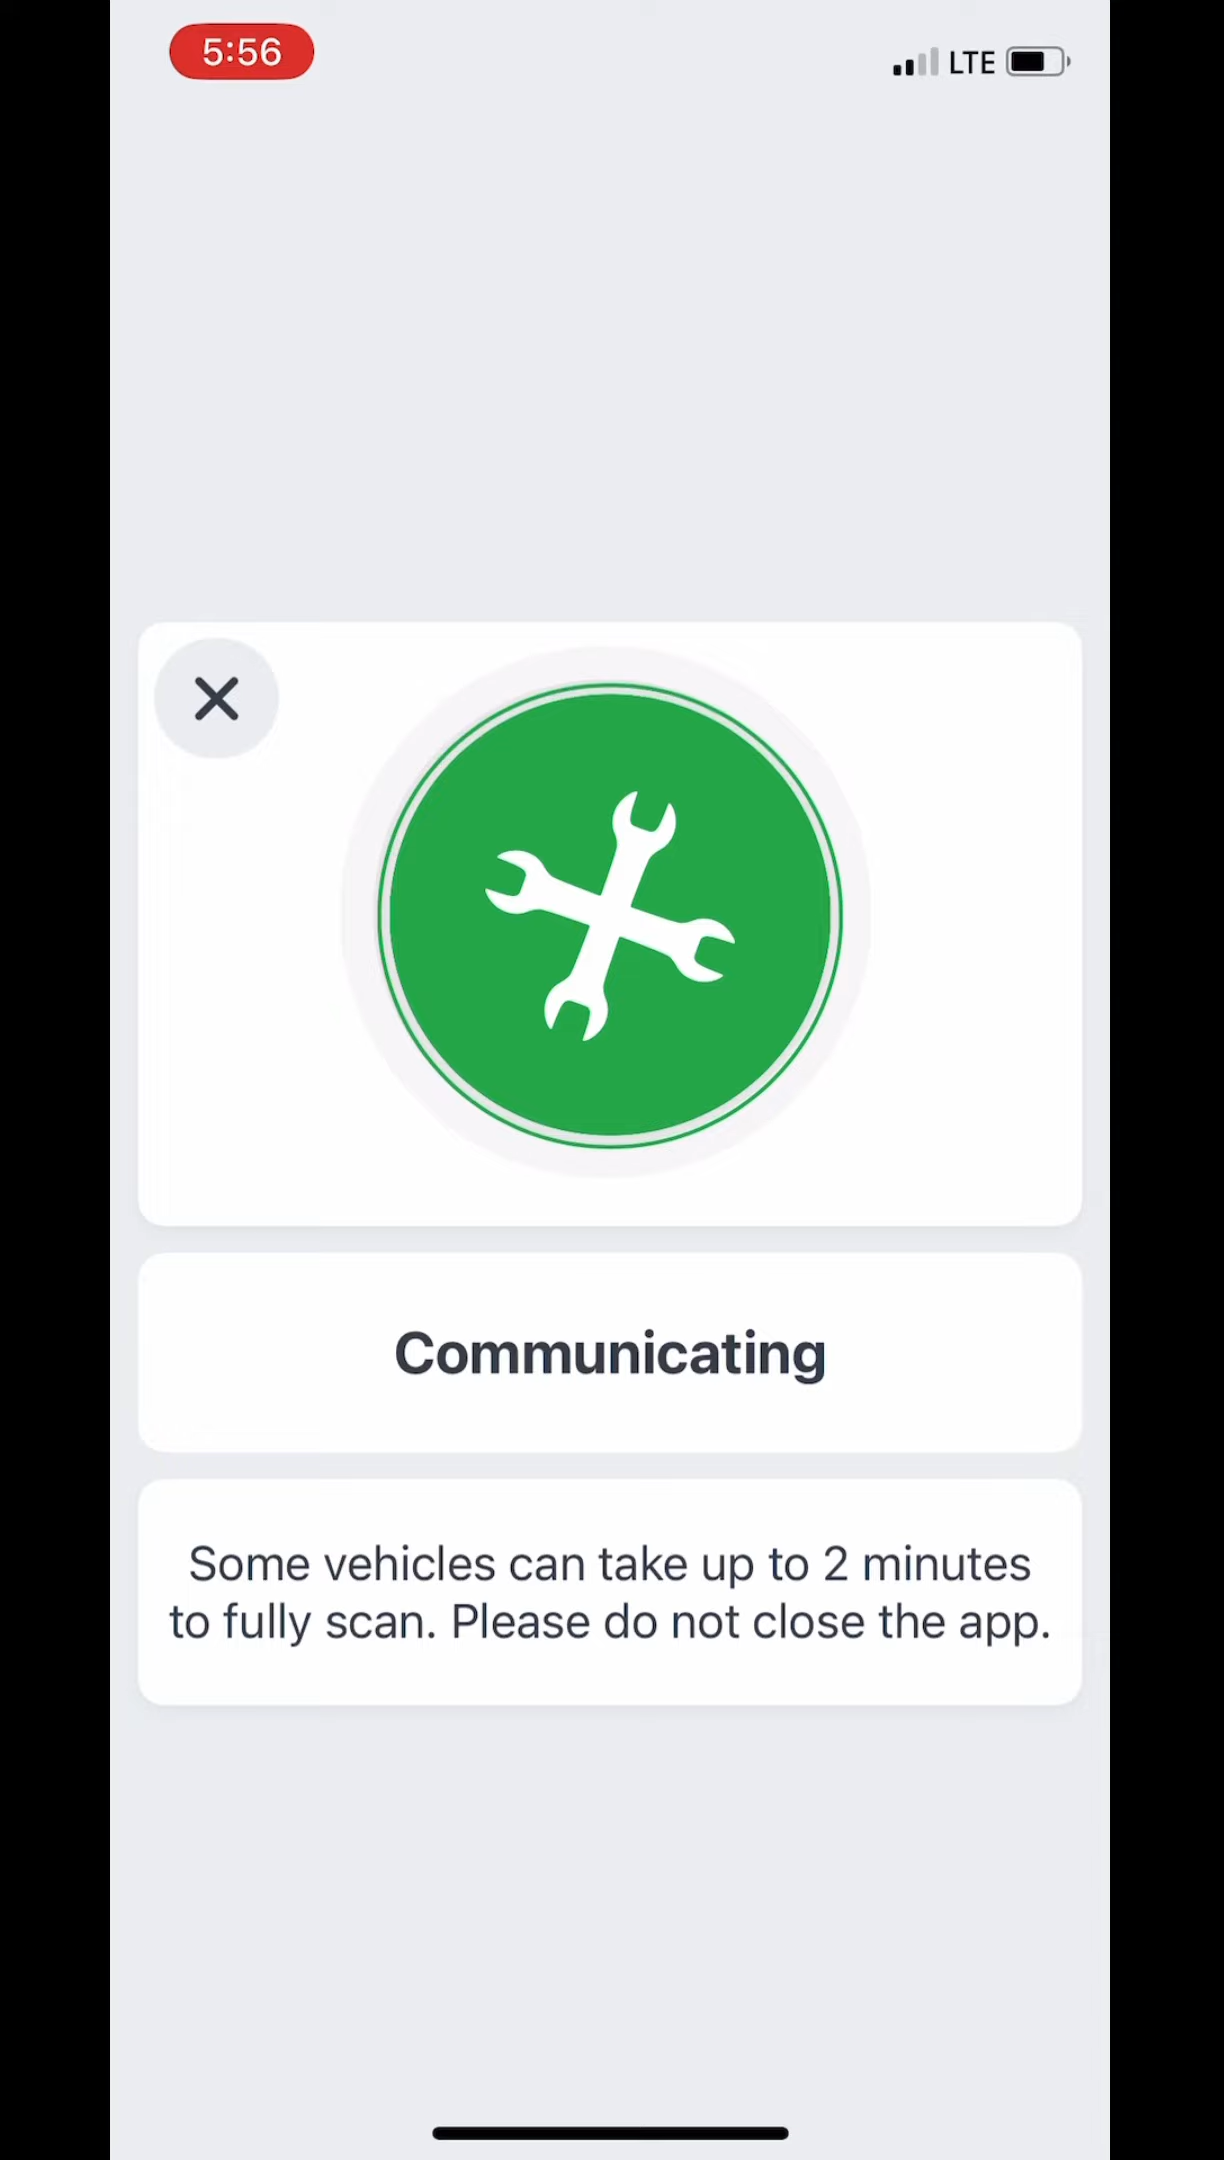 5:56
LTE
Communicating
Some vehicles can take up to 2 minutes
to fully scan. Please do not close the app.